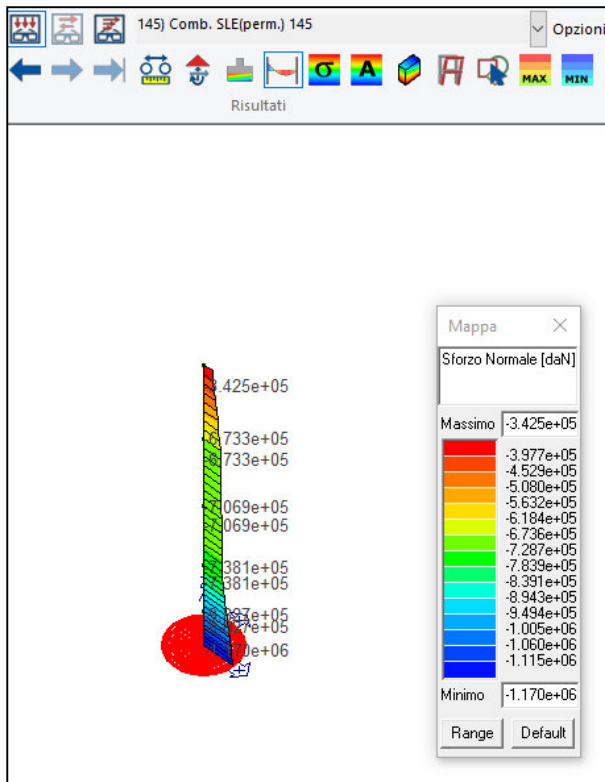 145) Comb. SLE(perm.) 145
Opzioni
σ A MAX MIN
Risultati
Mappa
Sforzo Normale [daN]
Massimo -3.425e+05
-3.977e+05
-4.529e+05
-5.080e+05
-5.632e+05
-6.184e+05
-6.736e+05
-7.287e+05
-7.839e+05
-8.391e+05
-8.943e+05
-9.494e+05
-1.005e+06
-1.060e+06
-1.115e+06
Minimo -1.170e+06
Range Default
-3.425e+05
-6.733e+05
-6.733e+05
-7.069e+05
-7.069e+05
-7.381e+05
-7.381e+05